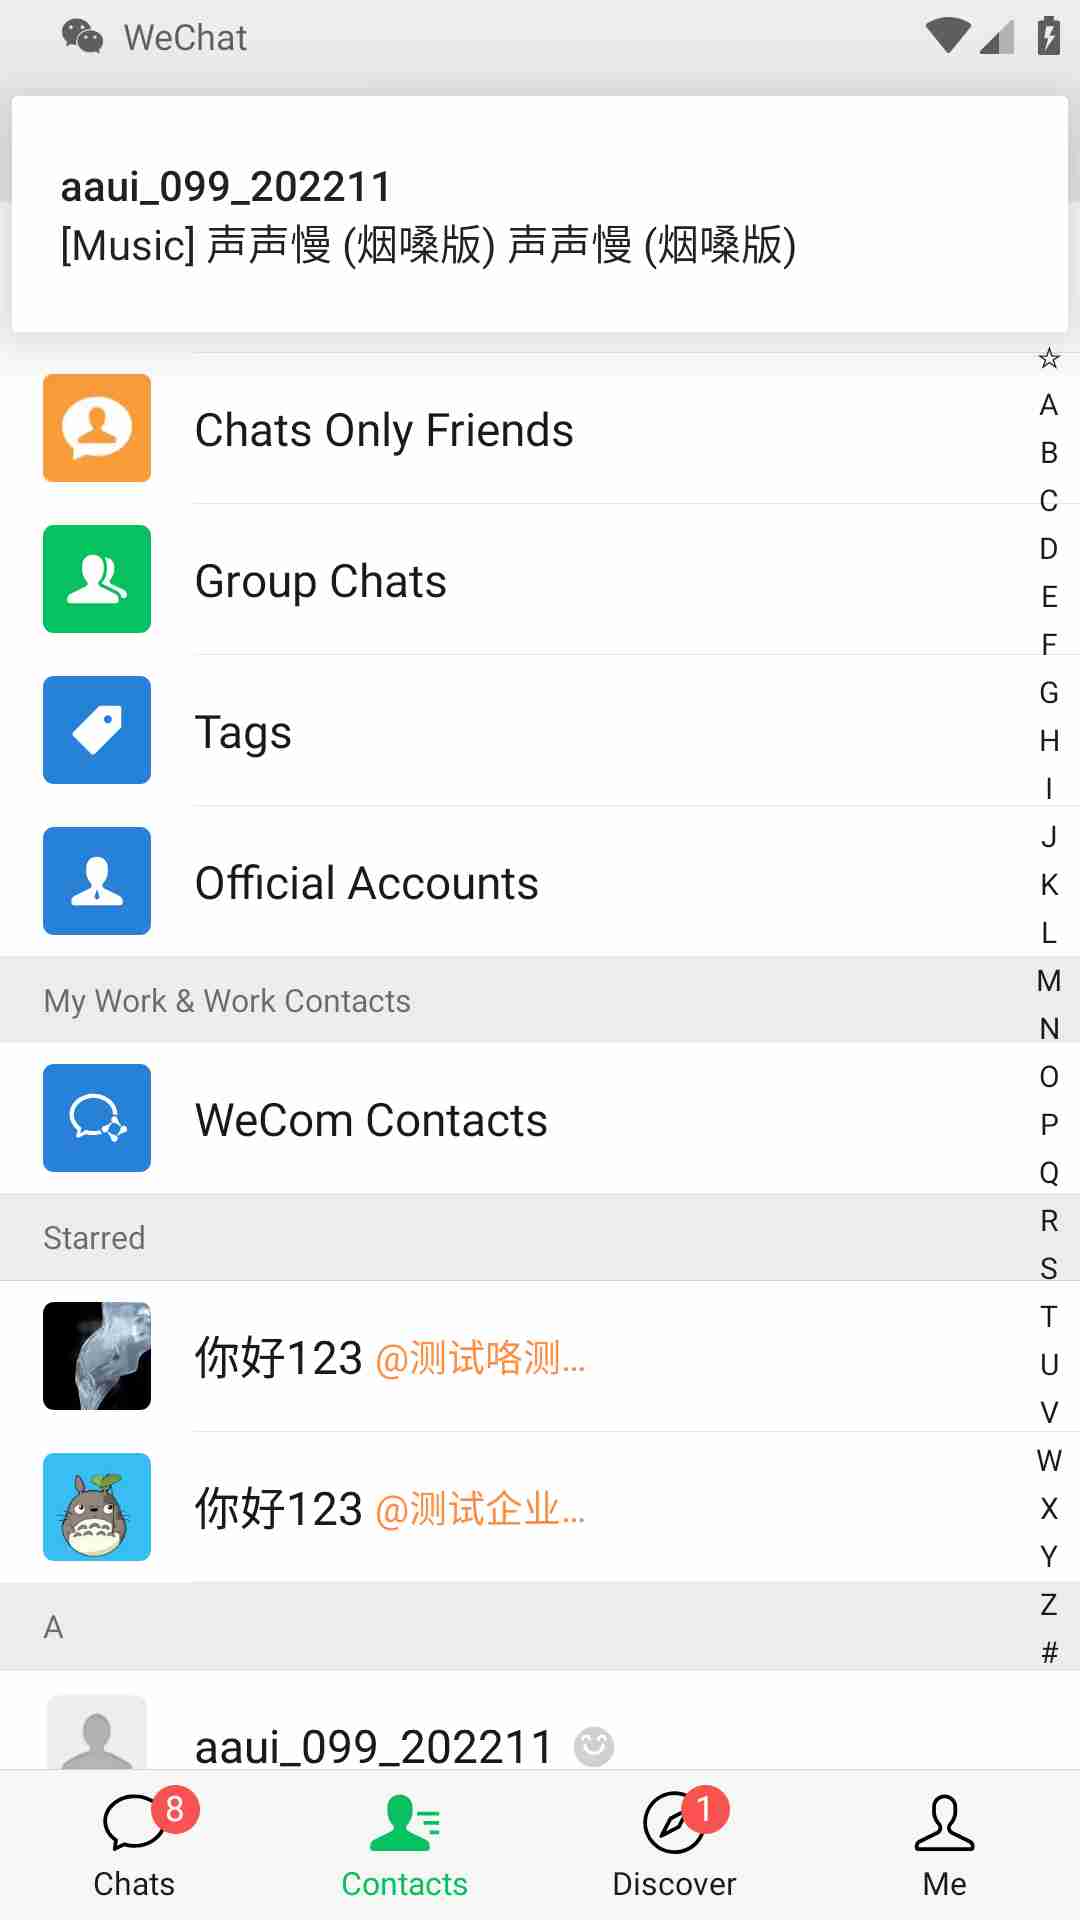 WeChat
aaui_099_202211
[Music] 声声慢 (烟嗓版) 声声慢 (烟嗓版)
☆
Chats Only Friends
A
B
C
Group Chats
D
E
F
Tags
G
H
I
Official Accounts
J
K
L
My Work & Work Contacts
M
N
WeCom Contacts
O
P
Q
Starred
R
S
你好123 @测试咯测...
T
U
V
你好123 @测试企业...
W
X
Y
A
Z
#
aaui_099_202211
8
1
Chats
Contacts
Discover
Me